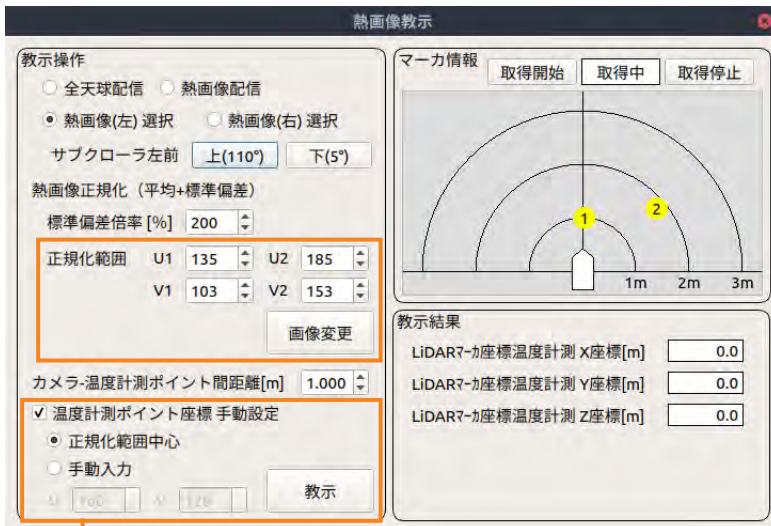 熱画像教示
教示操作
全天球配信 熱画像配信
熱画像(左) 選択 熱画像(右) 選択
サブクローラ左前 上(110°) 下(5°)
熱画像正規化（平均+標準偏差）
標準偏差倍率 [%] 200
正規化範囲 U1 135 U2 185
V1 103 V2 153
画像変更
カメラ-温度計測ポイント間距離[m] 1.000
温度計測ポイント座標 手動設定
正規化範囲中心
手動入力
U 160 V 120
教示
マーカ情報 取得開始 取得中 取得停止
1
2
1m 2m 3m
教示結果
LiDARﾏｰｶ座標温度計測 X座標[m] 0.0
LiDARﾏｰｶ座標温度計測 Y座標[m] 0.0
LiDARﾏｰｶ座標温度計測 Z座標[m] 0.0